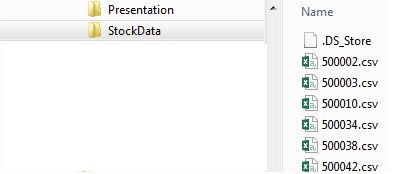 Presentation
StockData
Name
.DS_Store
500002.csv
500003.csv
500010.csv
500034.csv
500038.csv
500042.csv